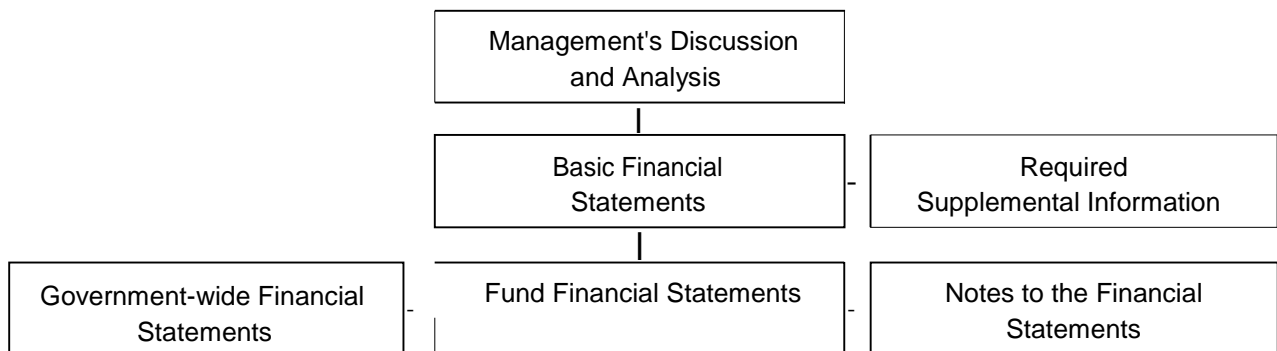 Management's Discussion
and Analysis
Basic Financial
Statements
Required
Supplemental Information
Government-wide Financial
Statements
Fund Financial Statements
Notes to the Financial
Statements